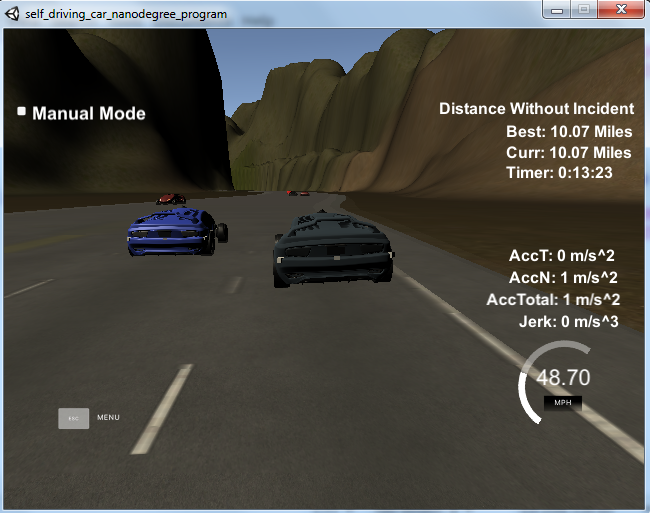 self_driving_car_nanodegree_program
Manual Mode
Distance Without Incident
Best: 10.07 Miles
Curr: 10.07 Miles
Timer: 0:13:23
AccT: 0 m/s^2
AccN: 1 m/s^2
AccTotal: 1 m/s^2
Jerk: 0 m/s^3
48.70
MPH
ESC MENU